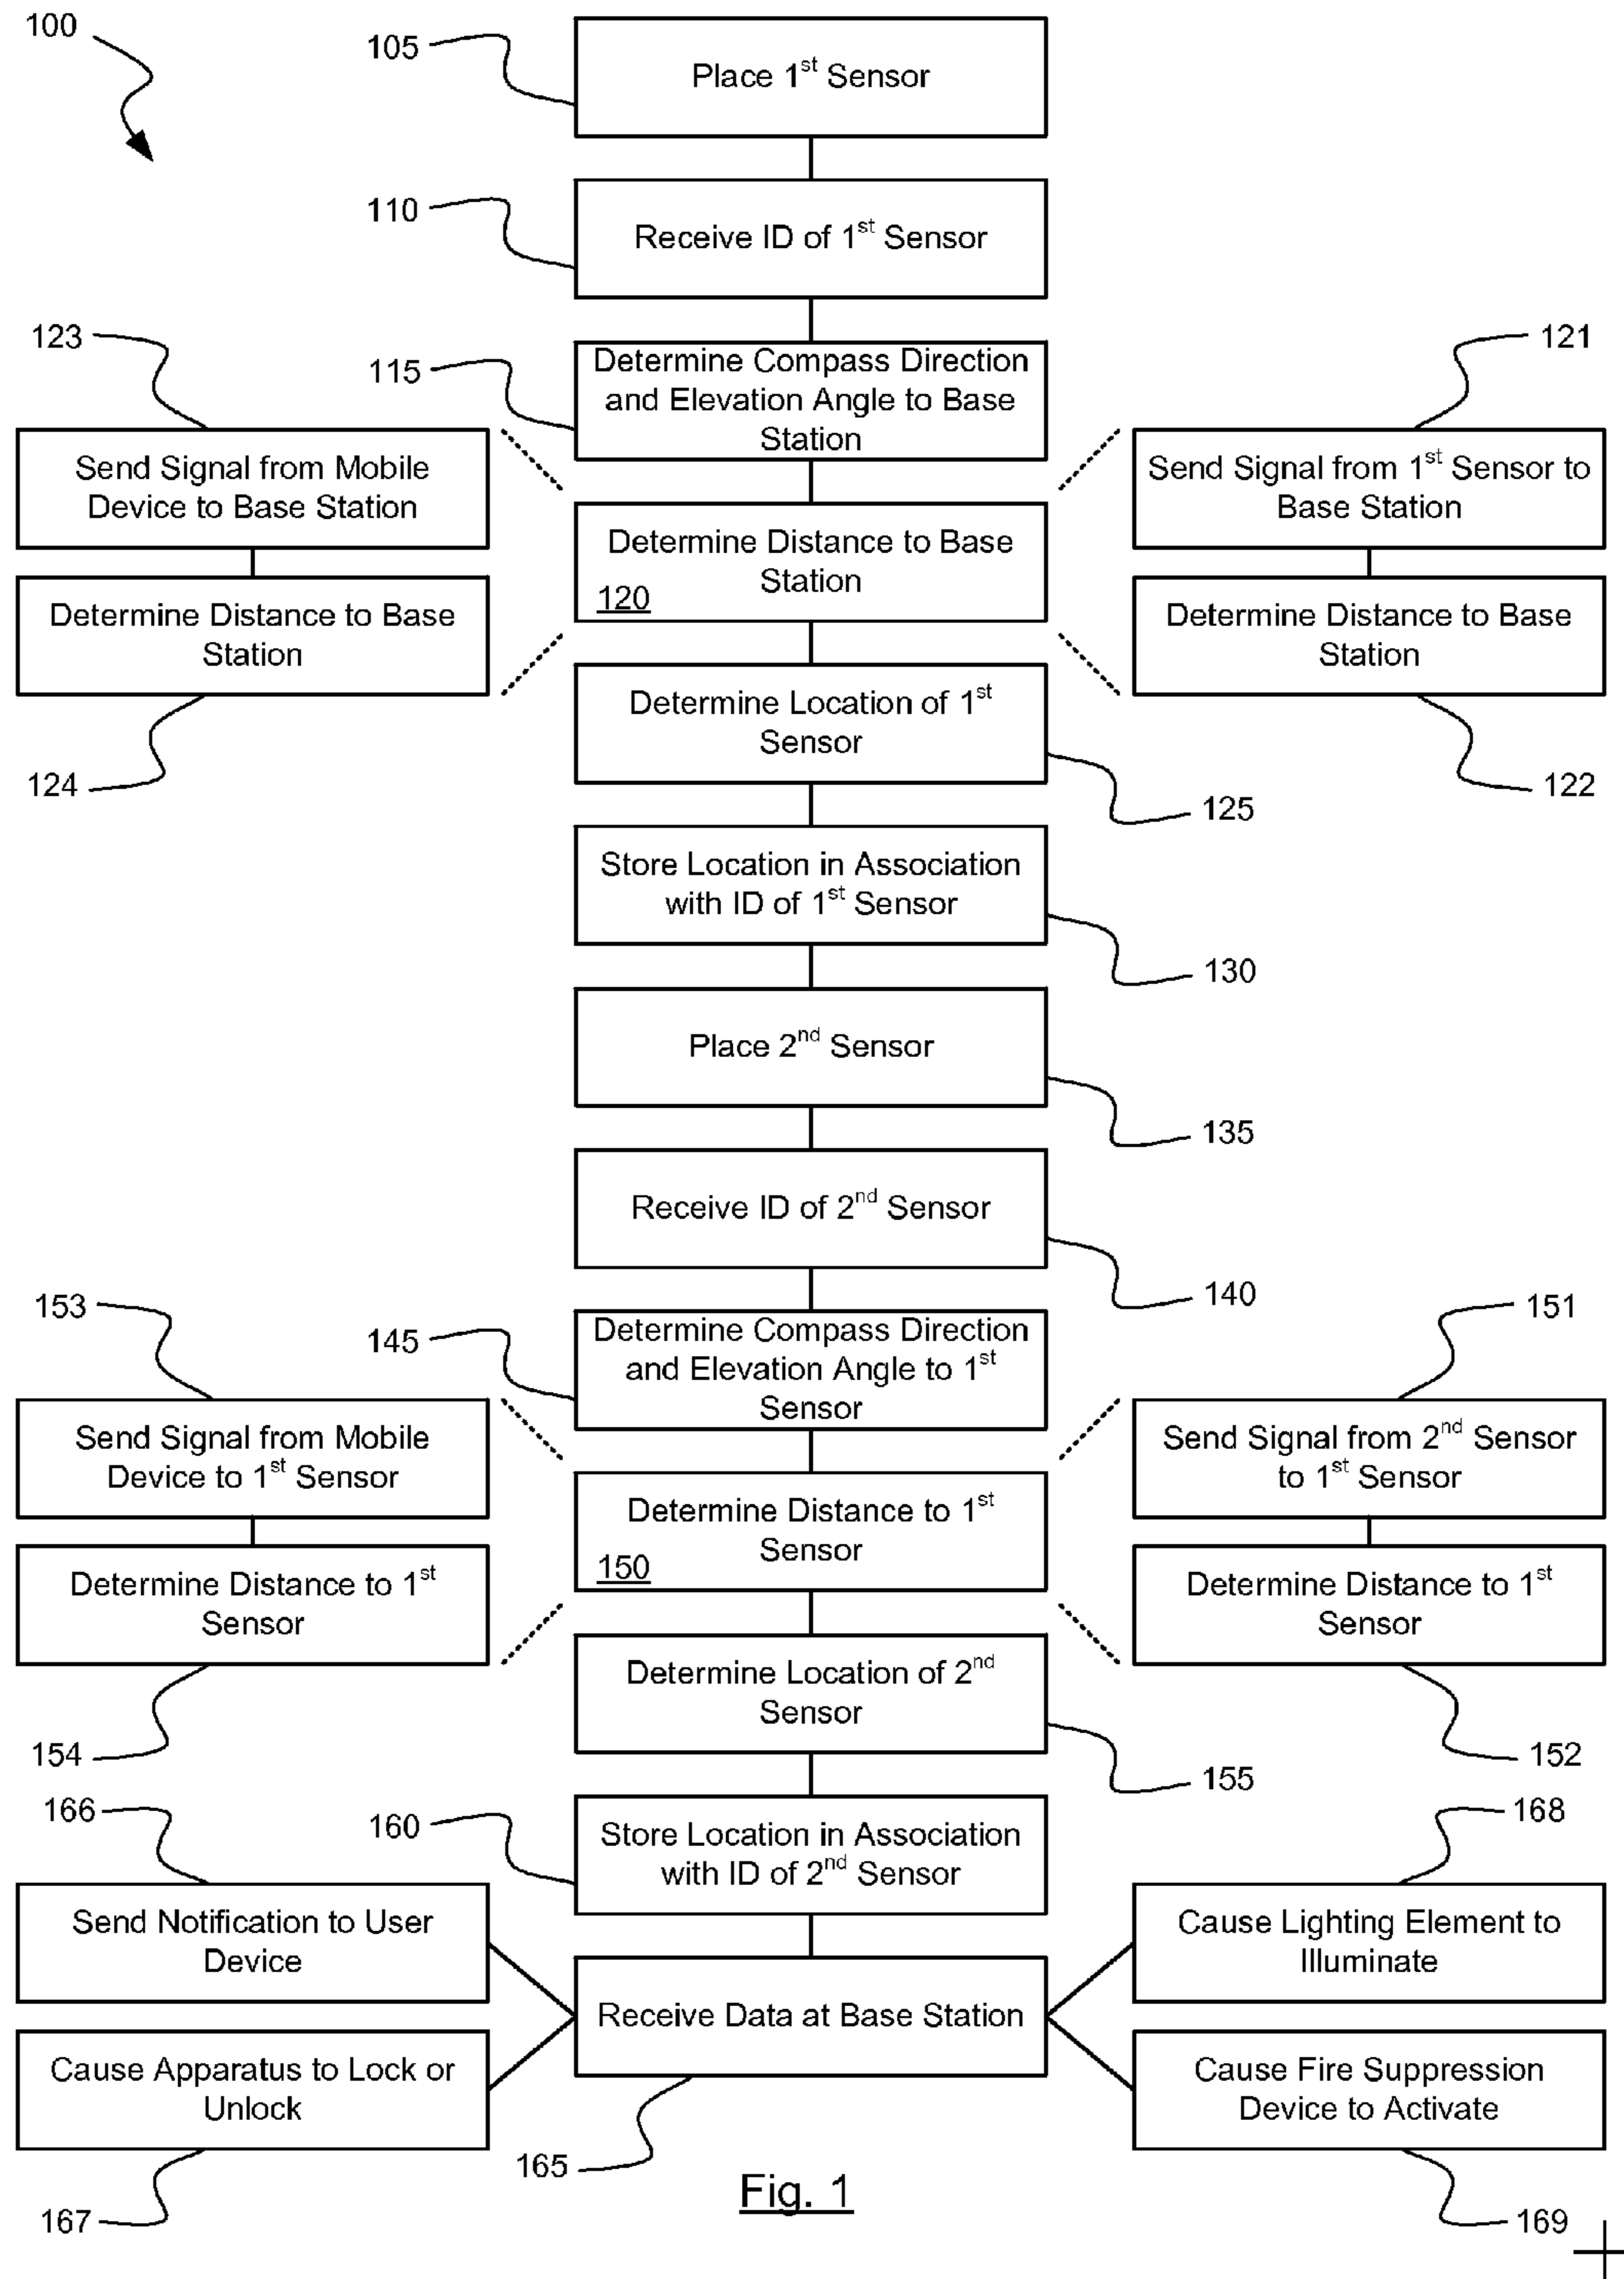 100
105
Place 1st Sensor
110
Receive ID of 1st Sensor
123
115
Determine Compass Direction
and Elevation Angle to Base
Station
121
Send Signal from Mobile
Device to Base Station
Send Signal from 1st Sensor to
Base Station
Determine Distance to Base
Station
120
Determine Distance to Base
Station
Determine Distance to Base
Station
124
Determine Location of 1st
Sensor
122
125
Store Location in Association
with ID of 1st Sensor
130
Place 2nd Sensor
135
Receive ID of 2nd Sensor
140
153
145
Determine Compass Direction
and Elevation Angle to 1st
Sensor
151
Send Signal from Mobile
Device to 1st Sensor
Send Signal from 2nd Sensor
to 1st Sensor
Determine Distance to 1st
Sensor
150
Determine Distance to 1st
Sensor
Determine Distance to 1st
Sensor
154
Determine Location of 2nd
Sensor
152
155
166
160
Store Location in Association
with ID of 2nd Sensor
168
Send Notification to User
Device
Cause Lighting Element to
Illuminate
Receive Data at Base Station
Cause Apparatus to Lock or
Unlock
Cause Fire Suppression
Device to Activate
165
167
169
Fig. 1